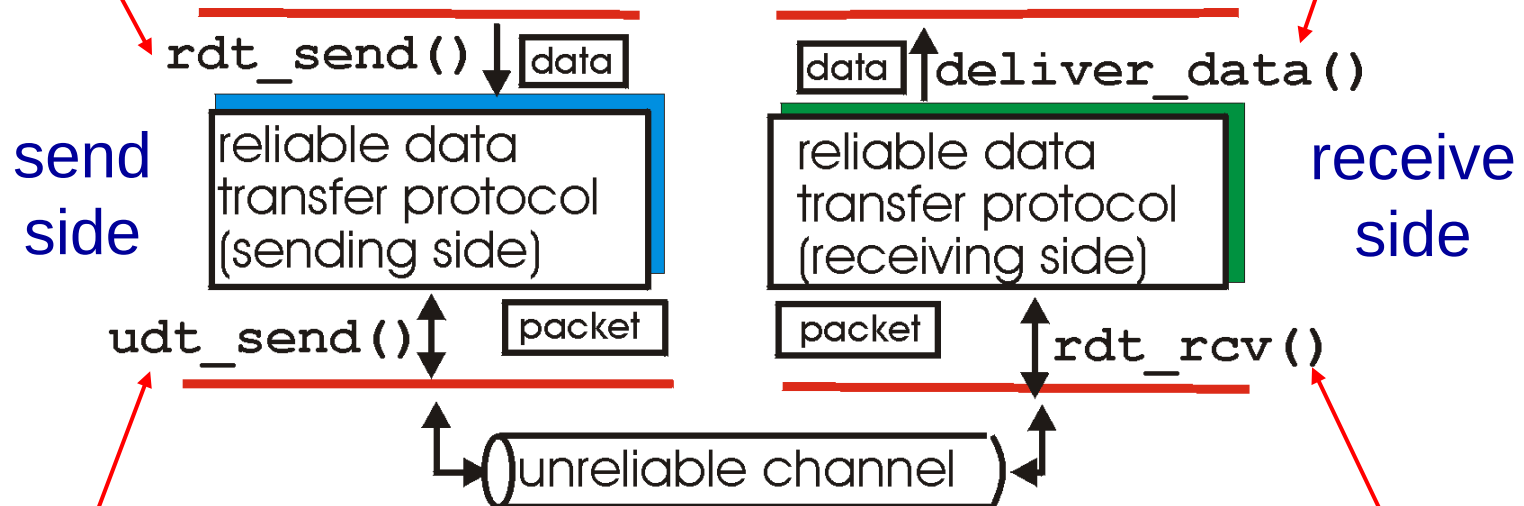 rdt_send()
data
data
deliver_data()
send
side
reliable data
transfer protocol
(sending side)
reliable data
transfer protocol
(receiving side)
receive
side
udt_send()
packet
packet
rdt_rcv()
unreliable channel